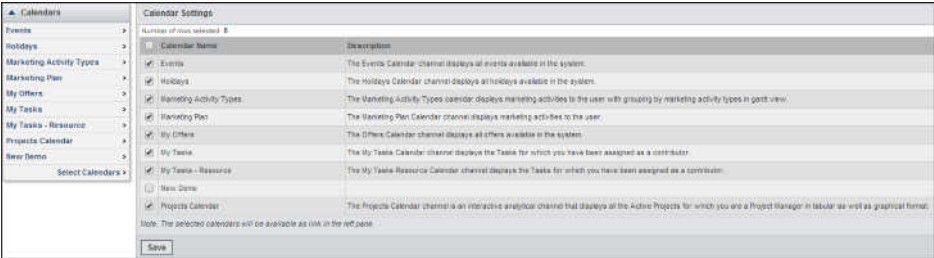 Calendars
Events
Holidays
Marketing Activity Types
Marketing Plan
My Offers
My Tasks
My Tasks - Resource
Projects Calendar
New Demo
Select Calendars
Calendar Settings
Number of rows selected 8
Calendar Name Description
Events The Events Calendar channel displays all events available in the system.
Holidays The Holidays Calendar channel displays all holidays available in the system.
Marketing Activity Types The Marketing Activity Types calendar displays marketing activities to the user with grouping by marketing activity types in gantt view.
Marketing Plan The Marketing Plan Calendar channel displays marketing activities to the user.
My Offers The Offers Calendar channel displays all offers available in the system.
My Tasks The My Tasks Calendar channel displays the Tasks for which you have been assigned as a contributor.
My Tasks - Resource The My Tasks Resource Calendar channel displays the Tasks for which you have been assigned as a contributor.
New Demo
Projects Calendar The Projects Calendar channel is an interactive analytical channel that displays all the Active Projects for which you are a Project Manager in tabular as well as graphical format.
Note: The selected calendars will be available as link in the left pane.
Save